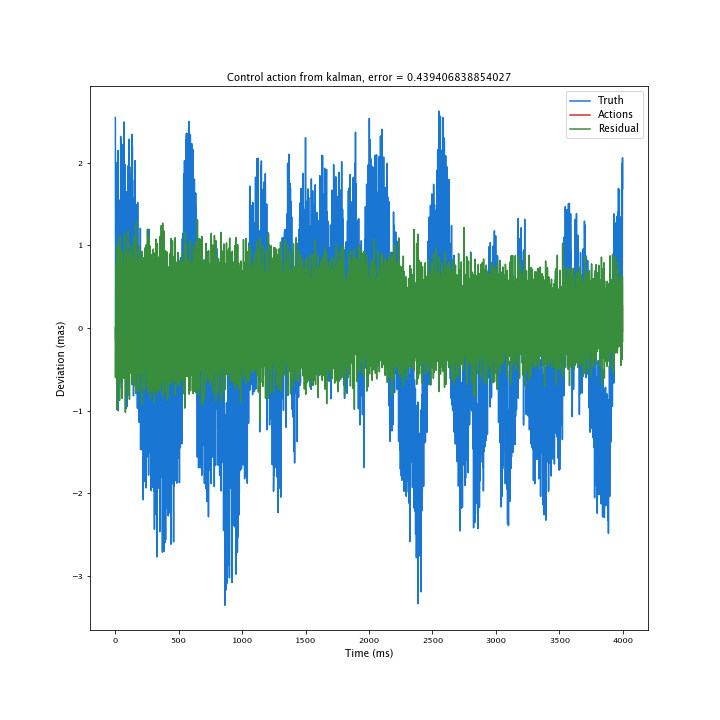 Control action from kalman, error = 0.439406838854027
Truth
Actions
Residual
Deviation (mas)
2
1
0
−1
−2
−3
0 500 1000 1500 2000 2500 3000 3500 4000
Time (ms)